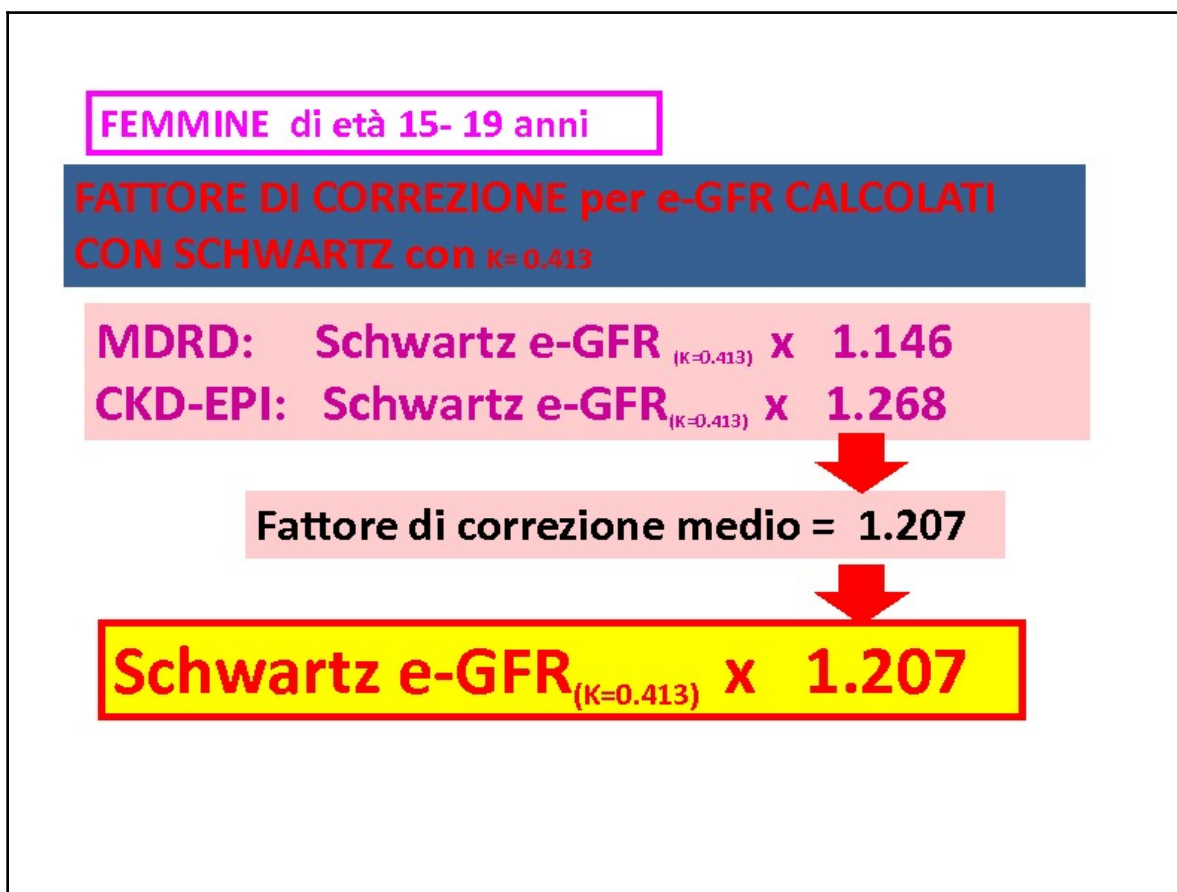 FEMMINE di età 15- 19 anni
FATTORE DI CORREZIONE per e-GFR CALCOLATI
CON SCHWARTZ con K= 0.413
MDRD: Schwartz e-GFR (K=0.413) x 1.146
CKD-EPI: Schwartz e-GFR(K=0.413) x 1.268
Fattore di correzione medio = 1.207
Schwartz e-GFR(K=0.413) x 1.207